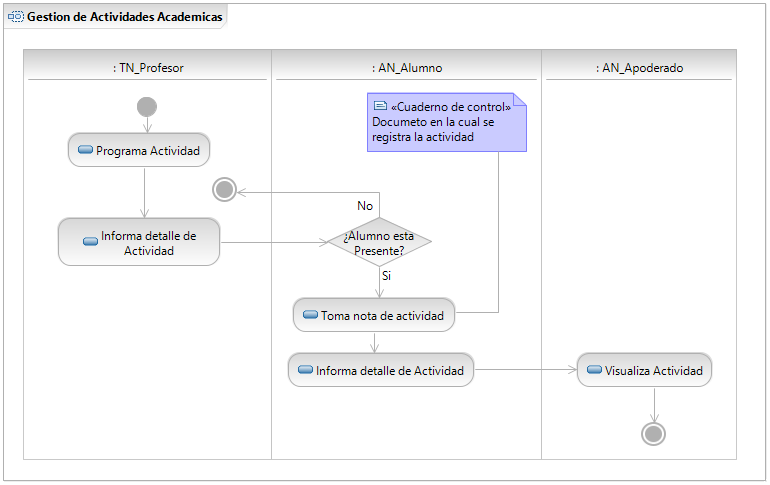 Gestion de Actividades Academicas
: TN_Profesor
: AN_Alumno
: AN_Apoderado
«Cuaderno de control»
Documeto en la cual se
registra la actividad
Programa Actividad
No
Informa detalle de
Actividad
¿Alumno esta
Presente?
Si
Toma nota de actividad
Informa detalle de Actividad
Visualiza Actividad